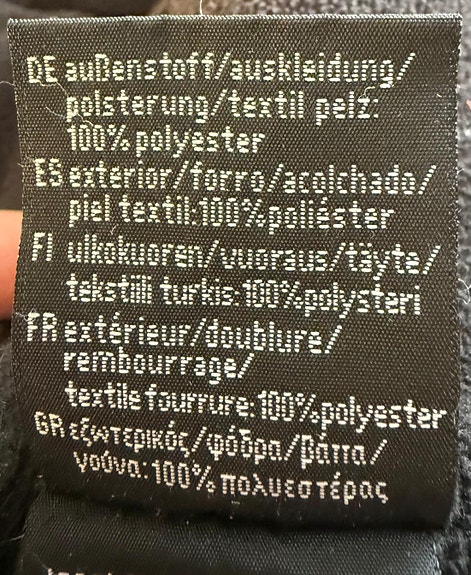 DE außenstoff/auskleidung/
polsterung/textil pelz:
100% polyester
ES exterior/forro/acolchado/
piel textil:100%poliéster
FI ulkokuoren/vuoraus/täyte/
tekstiili turkis:100%polysteri
FR extérieur/doublure/
rembourrage/
textile fourrure:100%polyester
GR εξωτερικός/φόδρα/βάττα/
γούνα:100% πολυεστέρας